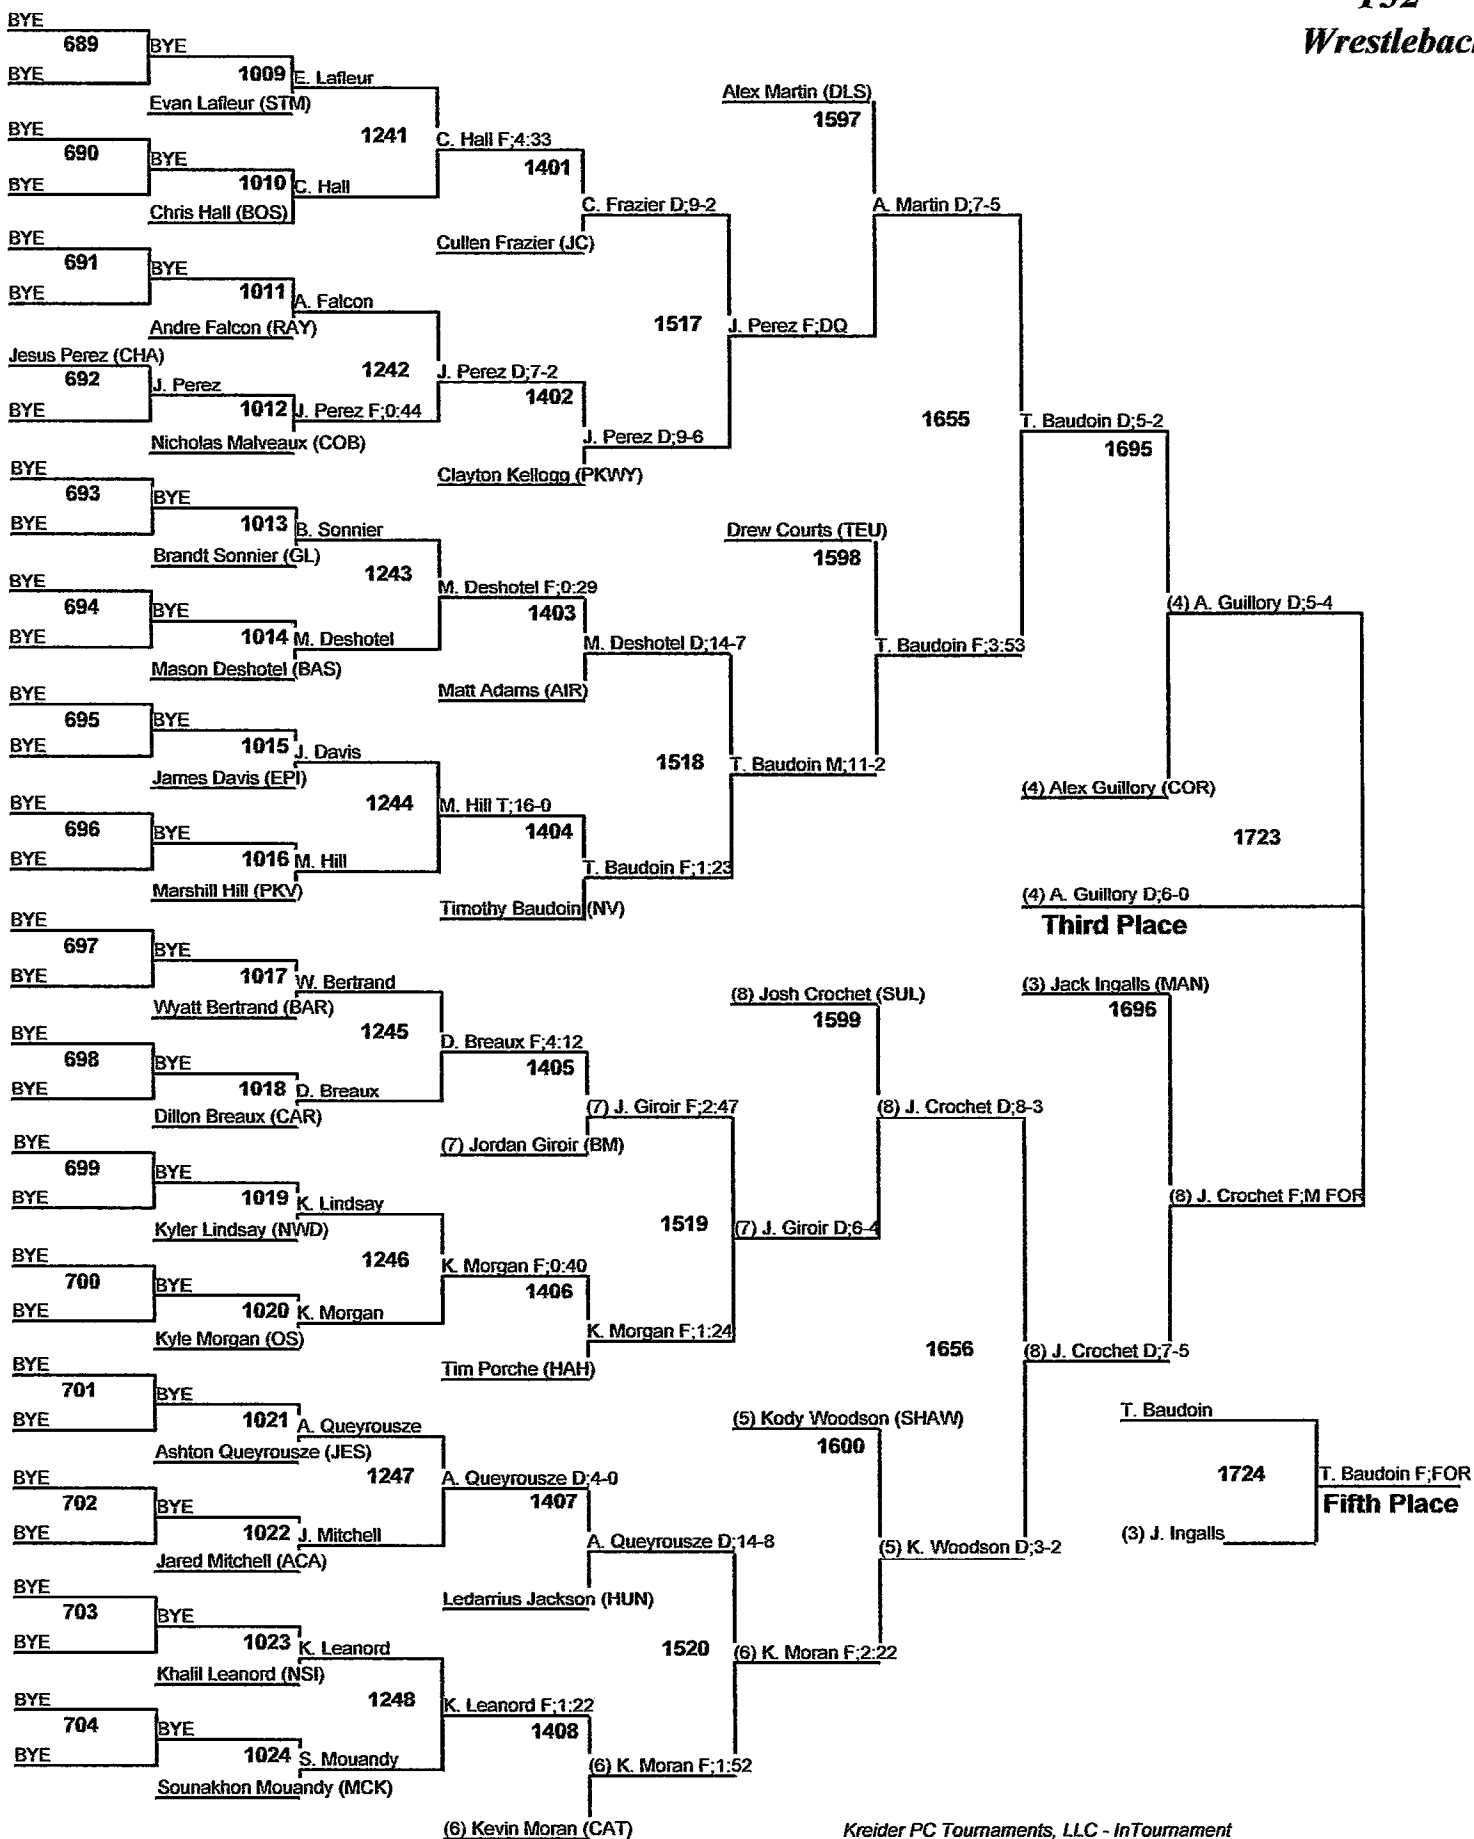 152
Wrestleback
BYE
689
BYE
BYE
1009
E. Lafleur
Evan Lafleur (STM)
1241
BYE
690
BYE
BYE
1010
C. Hall
Chris Hall (BOS)
C. Hall F;4:33
1401
BYE
691
BYE
BYE
1011
A. Falcon
Andre Falcon (RAY)
C. Frazier D;9-2
Cullen Frazier (JC)
Jesus Perez (CHA)
692
BYE
J. Perez
1012
J. Perez F;0:44
Nicholas Malveaux (COB)
1242
J. Perez D;7-2
1402
J. Perez D;9-6
Clayton Kellogg (PKWY)
1517
J. Perez F;DQ
Alex Martin (DLS)
1597
A. Martin D;7-5
BYE
693
BYE
BYE
1013
B. Sonnier
Brandt Sonnier (GL)
1243
BYE
694
BYE
BYE
1014
M. Deshotel
Mason Deshotel (BAS)
M. Deshotel F;0:29
1403
M. Deshotel D;14-7
Matt Adams (AIR)
BYE
695
BYE
BYE
1015
J. Davis
James Davis (EPI)
1244
BYE
696
BYE
BYE
1016
M. Hill
Marshill Hill (PKV)
M. Hill T;16-0
1404
T. Baudoin F;1:23
Timothy Baudoin (NV)
1518
T. Baudoin M;11-2
Drew Courts (TEU)
1598
T. Baudoin F;3:53
1655
T. Baudoin D;5-2
1695
(4) A. Guillory D;5-4
(4) Alex Guillory (COR)
1723
(4) A. Guillory D;6-0
Third Place
BYE
697
BYE
BYE
1017
W. Bertrand
Wyatt Bertrand (BAR)
1245
BYE
698
BYE
BYE
1018
D. Breaux
Dillon Breaux (CAR)
D. Breaux F;4:12
1405
(7) J. Giroir F;2:47
(7) Jordan Giroir (BM)
BYE
699
BYE
BYE
1019
K. Lindsay
Kyler Lindsay (NWD)
1246
BYE
700
BYE
BYE
1020
K. Morgan
Kyle Morgan (OS)
K. Morgan F;0:40
1406
K. Morgan F;1:24
Tim Porche (HAH)
1519
(7) J. Giroir D;6-4
(8) Josh Crochet (SUL)
1599
(8) J. Crochet D;8-3
(3) Jack Ingalls (MAN)
1696
(8) J. Crochet F;M FOR
1656
(8) J. Crochet D;7-5
BYE
701
BYE
BYE
1021
A. Queyrousze
Ashton Queyrousze (JES)
1247
BYE
702
BYE
BYE
1022
J. Mitchell
Jared Mitchell (ACA)
A. Queyrousze D;4-0
1407
A. Queyrousze D;14-8
Ledarrius Jackson (HUN)
BYE
703
BYE
BYE
1023
K. Leanord
Khalil Leanord (NSI)
1248
BYE
704
BYE
BYE
1024
S. Mouandy
Sounakhon Mouandy (MCK)
K. Leanord F;1:22
1408
(6) K. Moran F;1:52
(6) Kevin Moran (CAT)
1520
(6) K. Moran F;2:22
(5) Kody Woodson (SHAW)
1600
(5) K. Woodson D;3-2
T. Baudoin
1724
T. Baudoin F;FOR
Fifth Place
(3) J. Ingalls
Kreider PC Tournaments, LLC - InTournament